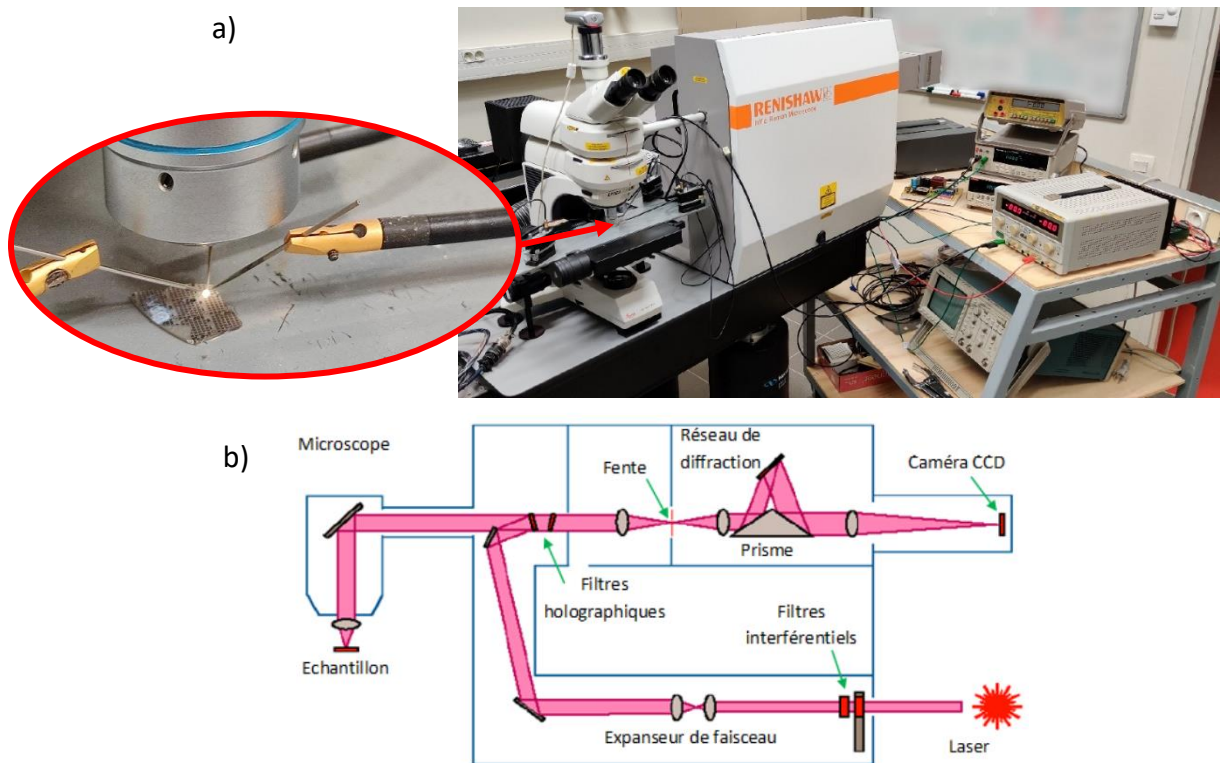 a)
RENISHAW
b)
Microscope
Réseau de
diffraction
Caméra CCD
Fente
Prisme
Filtres
holographiques
Filtres
interférentiels
Echantillon
Expanseur de faisceau
Laser